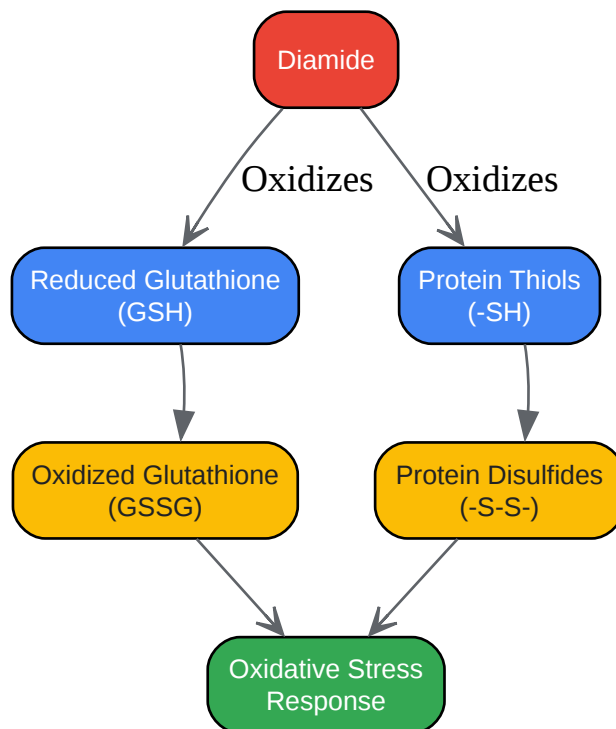 Diamide
Oxidizes
Oxidizes
Reduced Glutathione
(GSH)
Protein Thiols
(-SH)
Oxidized Glutathione
(GSSG)
Protein Disulfides
(-S-S-)
Oxidative Stress
Response